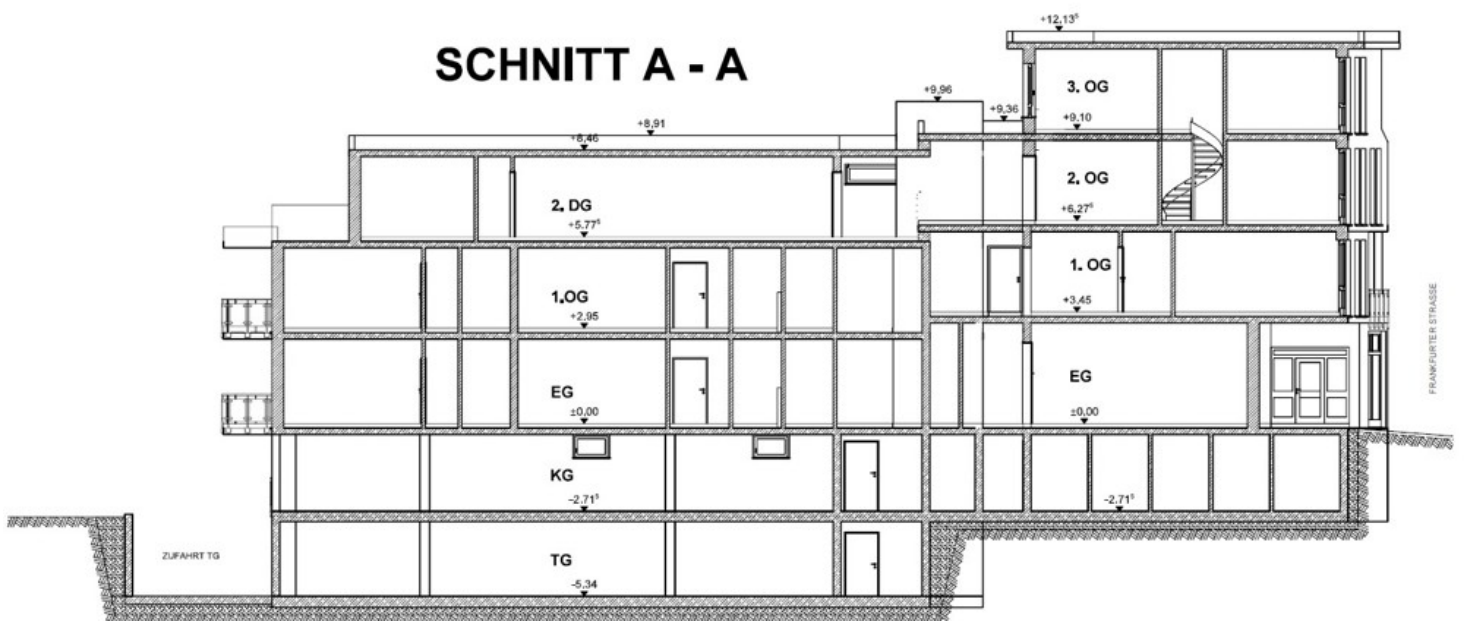 +12,13⁵
SCHNITT A - A
3. OG
+9,96
+9,36
+9.10
+8,91
+8,46
2. OG
2. DG
+6,27⁵
+5.77⁵
1. OG
1.OG
+3.45
+2.95
FRANKFURTER STRASSE
EG
EG
±0,00
±0,00
KG
−2.71⁵
−2.71⁵
ZUFAHRT TG
TG
−5,34